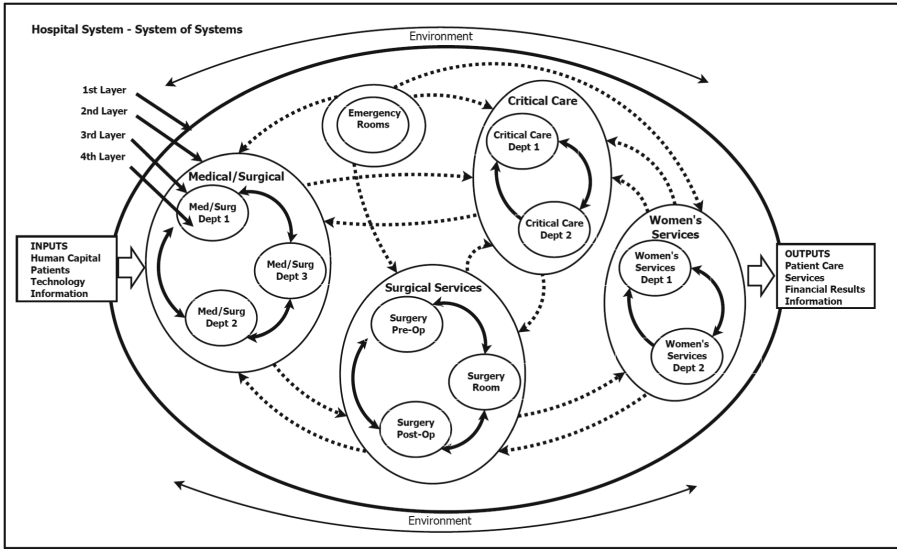 Hospital System - System of Systems
Environment
1st Layer
2nd Layer
3rd Layer
4th Layer
Emergency
Rooms
Critical Care
Critical Care
Dept 1
Critical Care
Dept 2
Medical/Surgical
Med/Surg
Dept 1
Med/Surg
Dept 3
Med/Surg
Dept 2
Women's
Services
Women's
Services
Dept 1
Women's
Services
Dept 2
INPUTS
Human Capital
Patients
Technology
Information
OUTPUTS
Patient Care
Services
Financial Results
Information
Surgical Services
Surgery
Pre-Op
Surgery
Room
Surgery
Post-Op
Environment